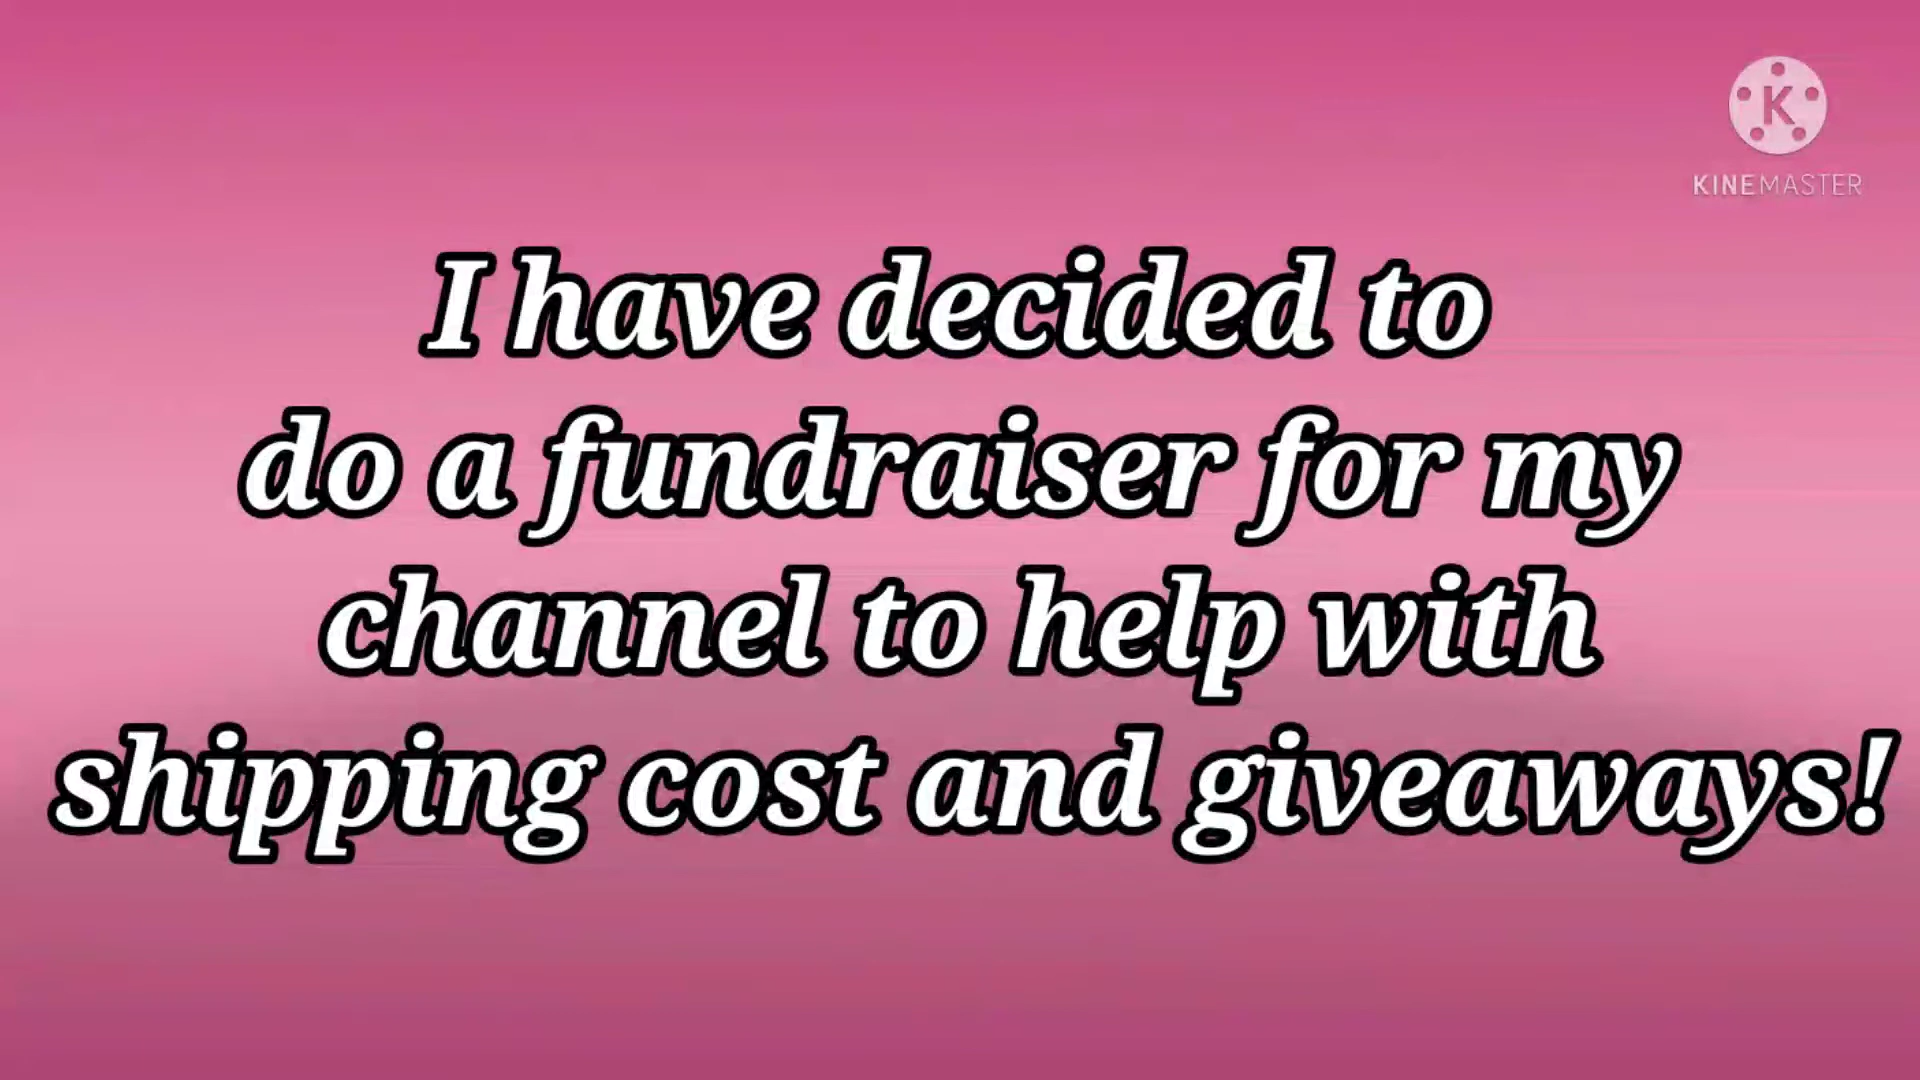 K
KINEMASTER
I have decided to
do a fundraiser for my
channel to help with
shipping cost and giveaways!